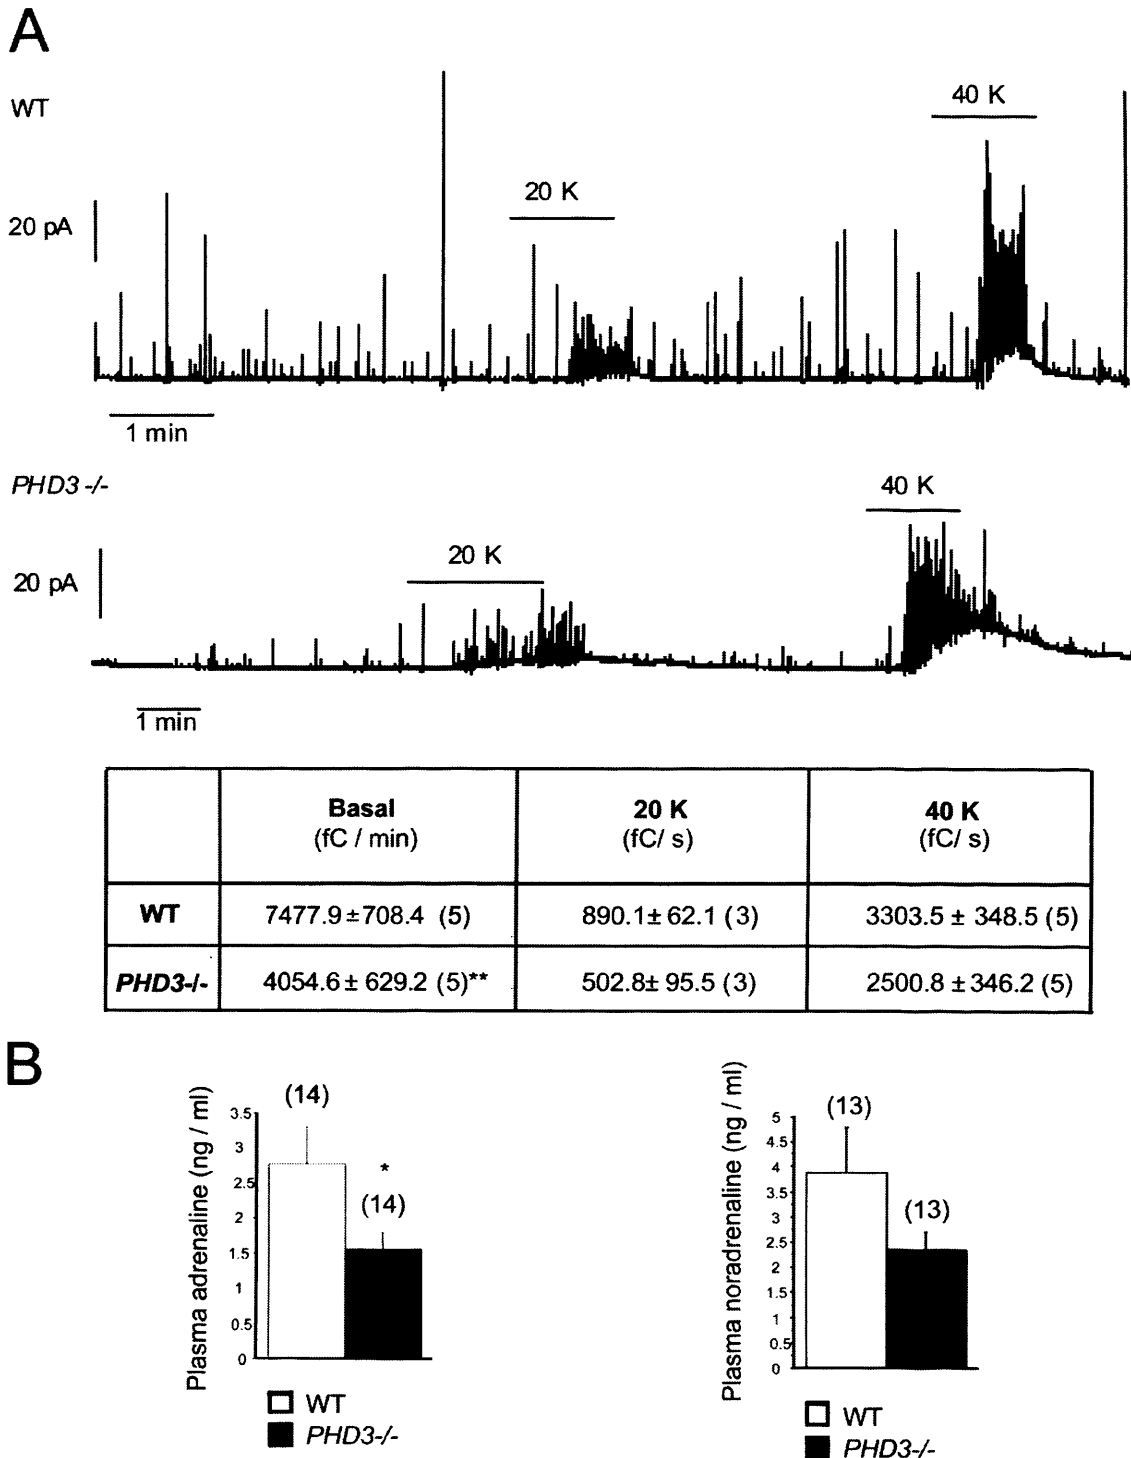 A
WT
40 K
20 K
20 pA
1 min
PHD3 -/-
40 K
20 K
20 pA
1 min
Basal 20 K 40 K
(fC / min) (fC/ s) (fC/ s)
WT 7477.9±708.4 (5) 890.1± 62.1 (3) 3303.5 ± 348.5 (5)
PHD3-/- 4054.6 ± 629.2 (5)** 502.8± 95.5 (3) 2500.8 ±346.2 (5)
B
Plasma adrenaline (ng / ml)
3.5
3
2.5
2
1.5
1
0.5
0
(14)
*
(14)
WT
PHD3-/-
Plasma noradrenaline (ng / ml)
5
4.5
4
3.5
3
2.5
2
1.5
1
0.5
0
(13)
(13)
WT
PHD3-/-